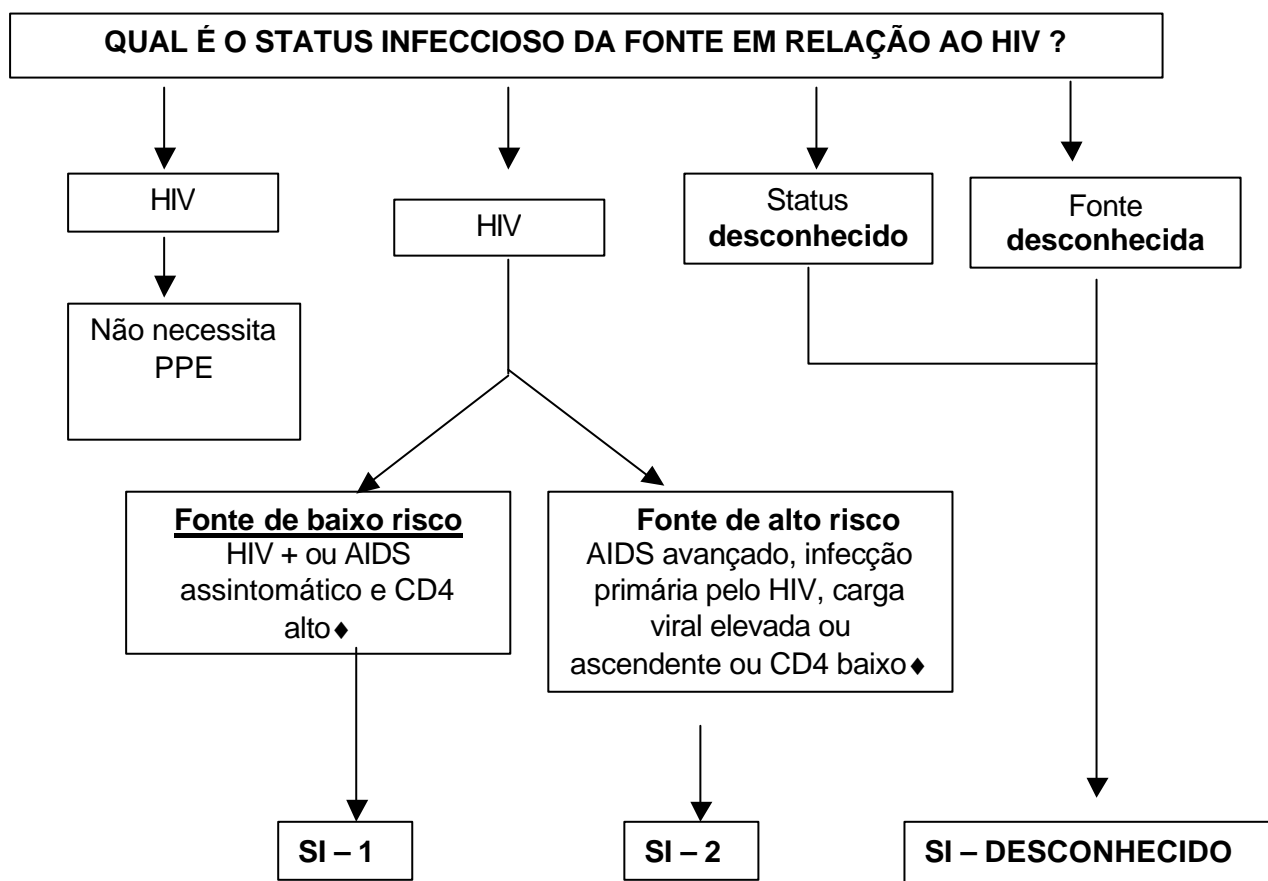 QUAL É O STATUS INFECCIOSO DA FONTE EM RELAÇÃO AO HIV ?
HIV
HIV
Status
desconhecido
Fonte
desconhecida
Não necessita
PPE
Fonte de baixo risco
HIV + ou AIDS
assintomático e CD4
alto♦
Fonte de alto risco
AIDS avançado, infecção
primária pelo HIV, carga
viral elevada ou
ascendente ou CD4 baixo♦
SI – 1
SI – 2
SI – DESCONHECIDO